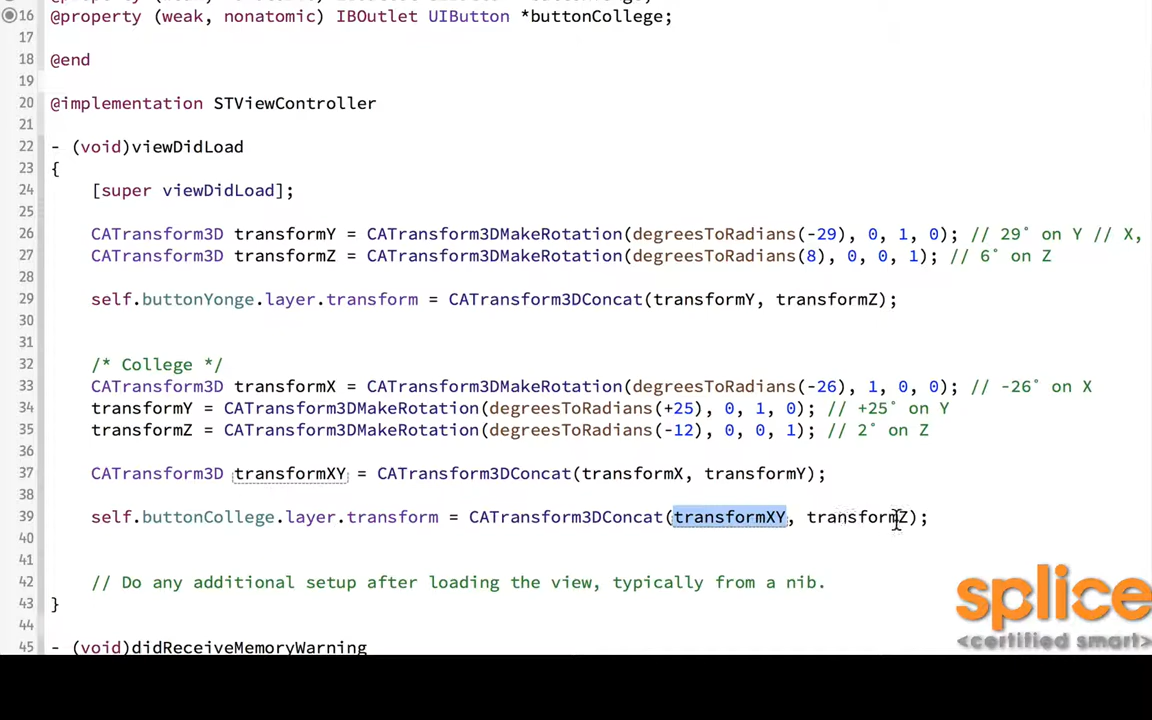 16 @property (weak, nonatomic) IBOutlet UIButton *buttonCollege;
17
18 @end
19
20 @implementation STViewController
21
22 - (void)viewDidLoad
23 {
24 [super viewDidLoad];
25
26 CATransform3D transformY = CATransform3DMakeRotation(degreesToRadians(-29), 0, 1, 0); // 29° on Y // X,
27 CATransform3D transformZ = CATransform3DMakeRotation(degreesToRadians(8), 0, 0, 1); // 6° on Z
28
29 self.buttonYonge.layer.transform = CATransform3DConcat(transformY, transformZ);
30
31
32 /* College */
33 CATransform3D transformX = CATransform3DMakeRotation(degreesToRadians(-26), 1, 0, 0); // -26° on X
34 transformY = CATransform3DMakeRotation(degreesToRadians(+25), 0, 1, 0); // +25° on Y
35 transformZ = CATransform3DMakeRotation(degreesToRadians(-12), 0, 0, 1); // 2° on Z
36
37 CATransform3D transformXY = CATransform3DConcat(transformX, transformY);
38
39 self.buttonCollege.layer.transform = CATransform3DConcat(transformXY, transformZ);
40
41
42 // Do any additional setup after loading the view, typically from a nib.
43 }
44
45 - (void)didReceiveMemoryWarning
splice
<certified smart>